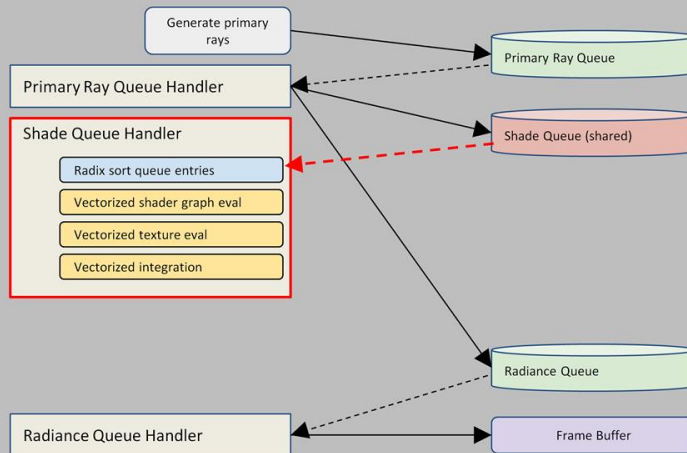 Generate primary
rays
Primary Ray Queue
Primary Ray Queue Handler
Shade Queue Handler
Shade Queue (shared)
Radix sort queue entries
Vectorized shader graph eval
Vectorized texture eval
Vectorized integration
Radiance Queue
Radiance Queue Handler
Frame Buffer